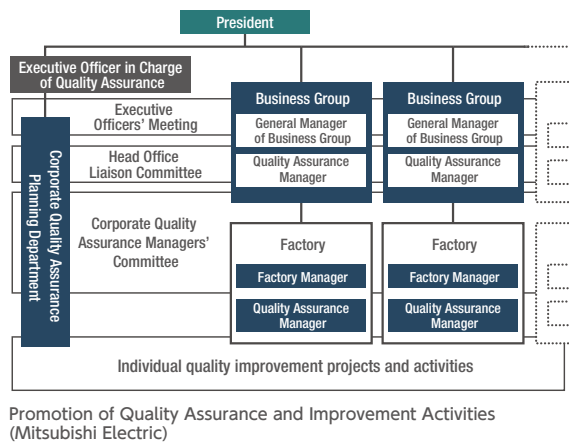 President
Executive Officer in Charge
of Quality Assurance
Executive
Officers' Meeting
Head Office
Liaison Committee
Corporate Quality Assurance
Planning Department
Corporate Quality
Assurance Managers'
Committee
Business Group
General Manager
of Business Group
Quality Assurance
Manager
Business Group
General Manager
of Business Group
Quality Assurance
Manager
Factory
Factory Manager
Quality Assurance
Manager
Factory
Factory Manager
Quality Assurance
Manager
Individual quality improvement projects and activities
Promotion of Quality Assurance and Improvement Activities
(Mitsubishi Electric)